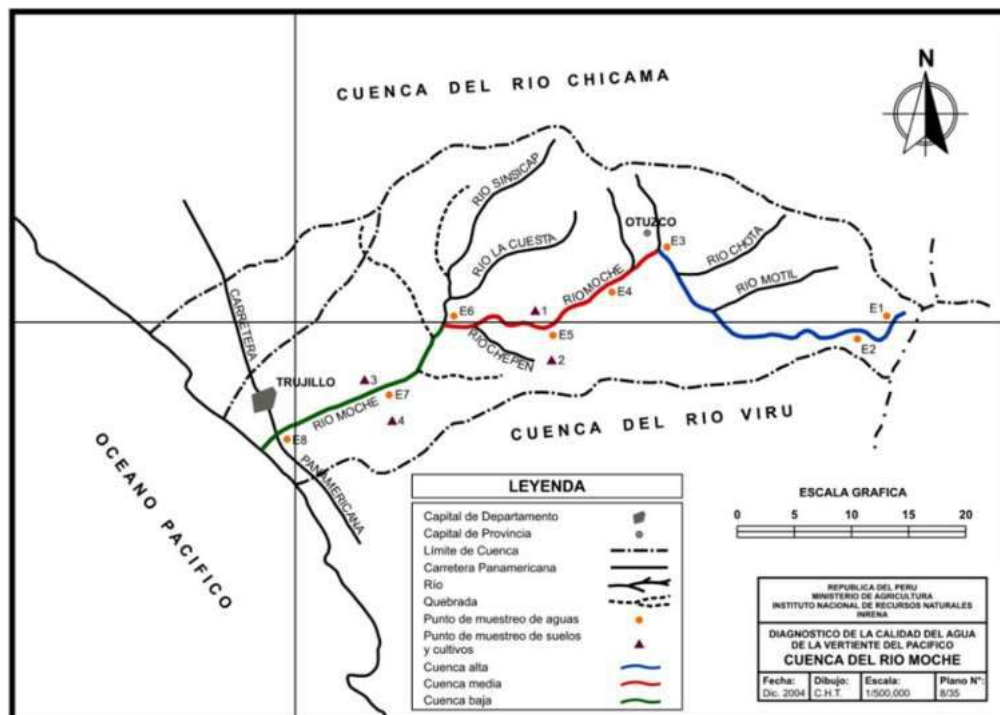 CUENCA DEL RIO CHICAMA
N
RIO SINSICAP
OTUZCO
E3
RIO CHOTA
RIO LA CUESTA
RIO MOCHE
RIO MOTIL
E4
CARRETERA
E6
1
E1
E5
E2
RIO CHEPEN
2
TRUJILLO
3
E7
RIO MOCHE
4
E8
CUENCA DEL RIO VIRU
PANAMERICANA
OCEANO PACIFICO
LEYENDA
Capital de Departamento
Capital de Provincia
Límite de Cuenca
Carretera Panamericana
Río
Quebrada
Punto de muestreo de aguas
Punto de muestreo de suelos
y cultivos
Cuenca alta
Cuenca media
Cuenca baja
ESCALA GRAFICA
0 5 10 15 20
REPUBLICA DEL PERU
MINISTERIO DE AGRICULTURA
INSTITUTO NACIONAL DE RECURSOS NATURALES
INRENA
DIAGNOSTICO DE LA CALIDAD DEL AGUA
DE LA VERTIENTE DEL PACIFICO
CUENCA DEL RIO MOCHE
Fecha: Dibujo: Escala: Plano N°:
Dic. 2004 C.H.T. 1/500,000 8/35